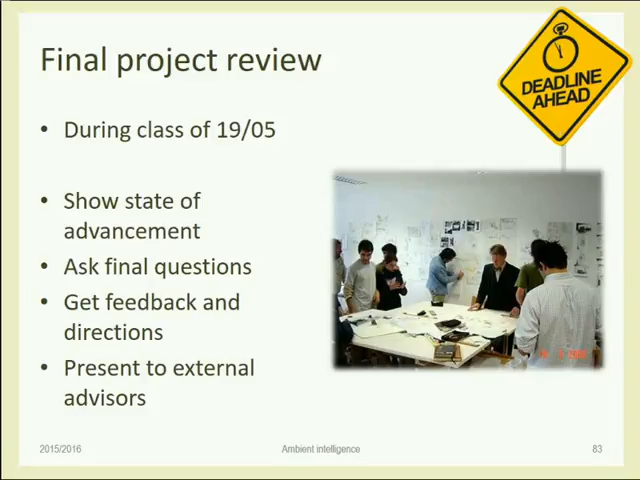 Final project review
DEADLINE
AHEAD
• During class of 19/05
• Show state of
advancement
• Ask final questions
• Get feedback and
directions
• Present to external
advisors
2015/2016
Ambient intelligence
83